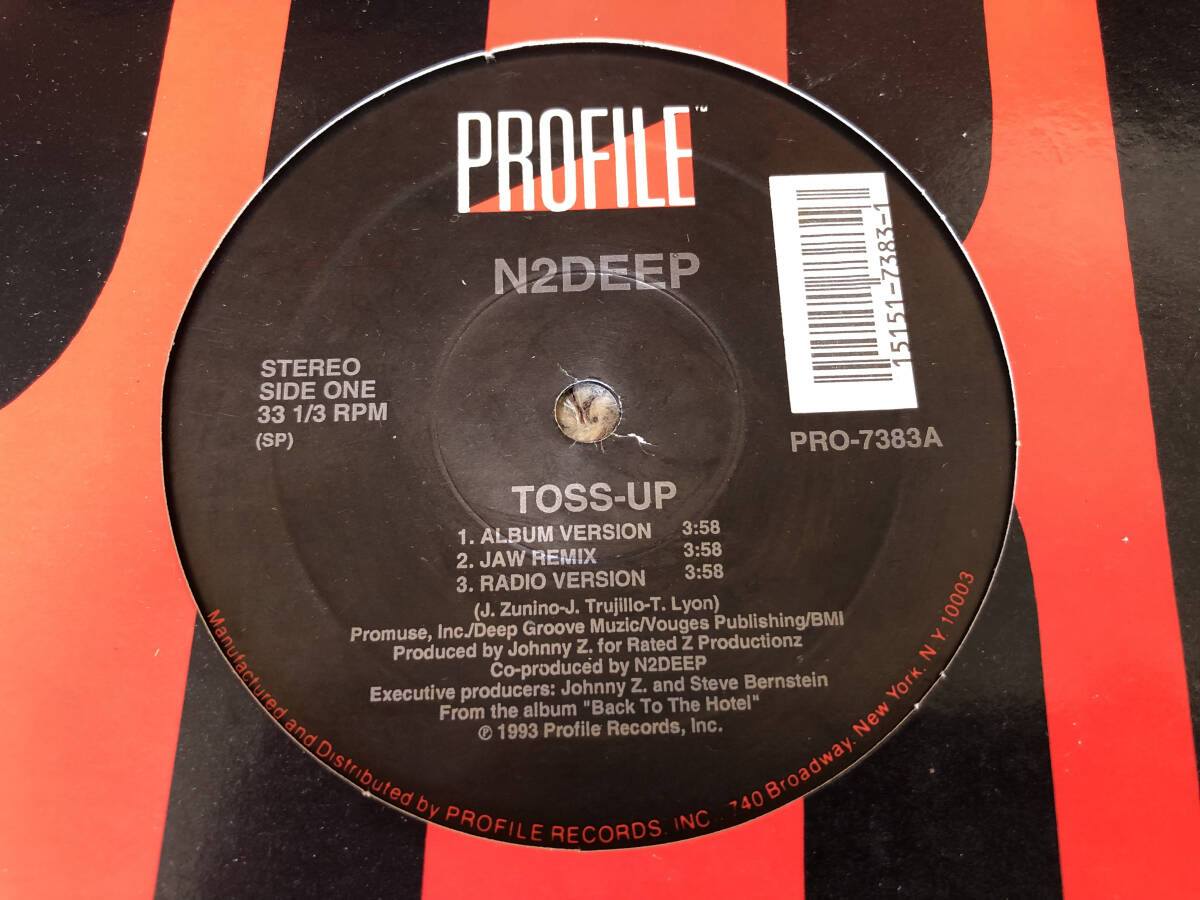 PROFILE™
N2DEEP
15151-7383-1
STEREO
SIDE ONE
33 1/3 RPM
(SP)
PRO-7383A
TOSS-UP
1. ALBUM VERSION 3:58
2. JAW REMIX 3:58
3. RADIO VERSION 3:58
(J. Zunino-J. Trujillo-T. Lyon)
Promuse, Inc./Deep Groove Muzic/Vouges Publishing/BMI
Produced by Johnny Z. for Rated Z Productionz
Co-produced by N2DEEP
Executive producers: Johnny Z. and Steve Bernstein
From the album "Back To The Hotel"
℗ 1993 Profile Records, Inc.
Manufactured and Distributed by PROFILE RECORDS, INC., 740 Broadway, New York, N.Y. 10003